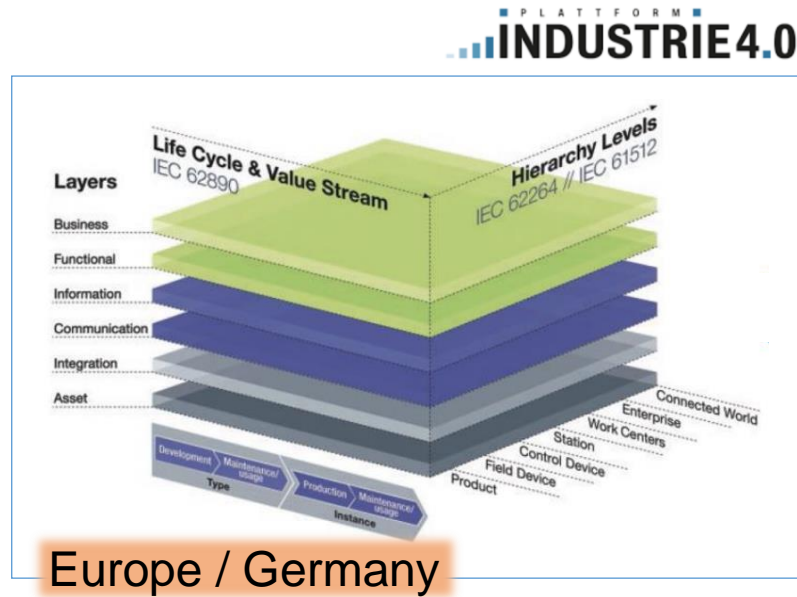 PLATTFORM
INDUSTRIE4.0
Life Cycle & Value Stream
IEC 62890
Hierarchy Levels
IEC 62264 // IEC 61512
Layers
Business
Functional
Information
Communication
Integration
Asset
Development
Maintenance/
usage
Type
Production
Maintenance/
usage
Instance
Connected World
Enterprise
Work Centers
Station
Control Device
Field Device
Product
Europe / Germany